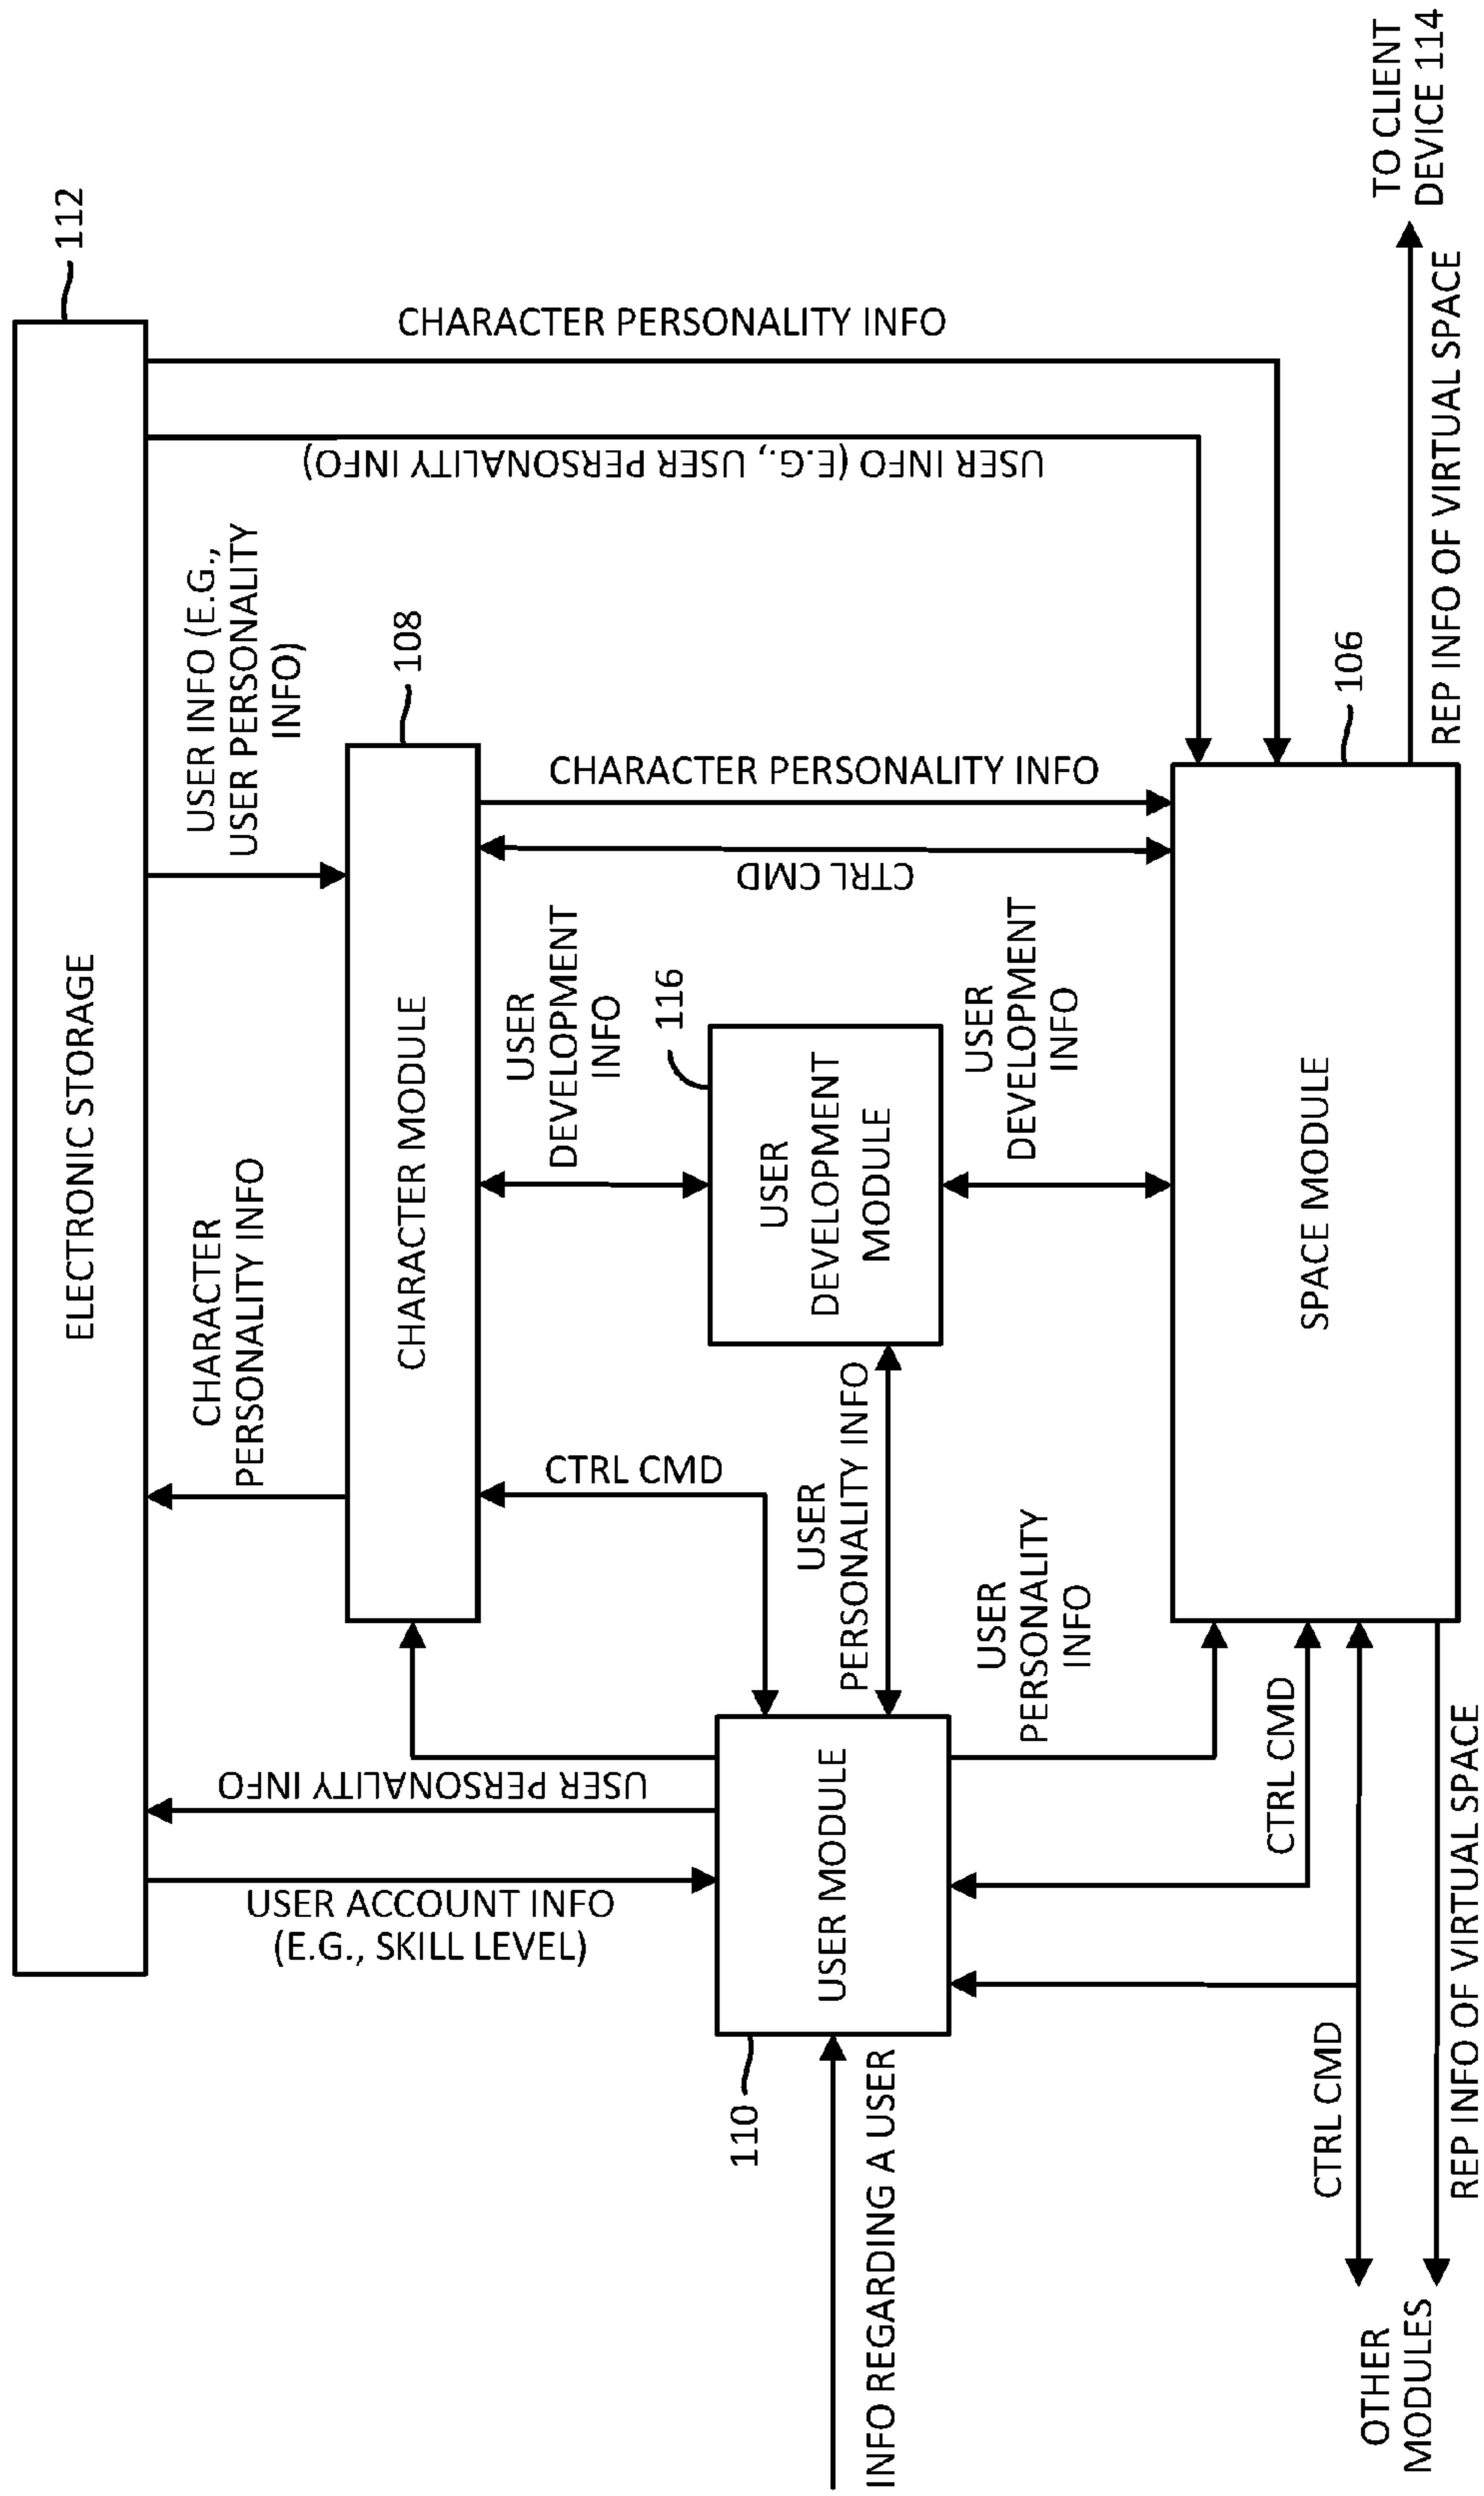 ELECTRONIC STORAGE
112
USER ACCOUNT INFO
(E.G., SKILL LEVEL)
USER PERSONALITY INFO
CHARACTER
PERSONALITY INFO
USER INFO (E.G.,
USER PERSONALITY
INFO)
CHARACTER PERSONALITY INFO
USER INFO (E.G., USER PERSONALITY INFO)
CHARACTER MODULE
108
CTRL CMD
USER
DEVELOPMENT
INFO
CHARACTER PERSONALITY INFO
CTRL CMD
110
USER MODULE
INFO REGARDING A USER
USER
PERSONALITY INFO
116
USER
DEVELOPMENT
MODULE
USER
PERSONALITY
INFO
USER
DEVELOPMENT
INFO
CTRL CMD
CTRL CMD
SPACE MODULE
106
OTHER
MODULES
REP INFO OF VIRTUAL SPACE
REP INFO OF VIRTUAL SPACE
TO CLIENT
DEVICE 114